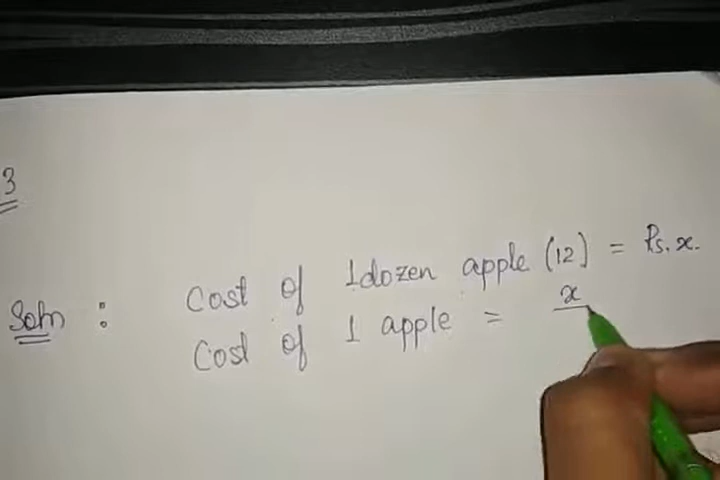 3
Soln : Cost of 1dozen apple (12) = Rs. x.
Cost of 1 apple = x